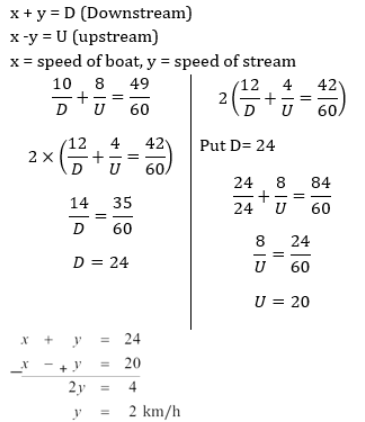 x + y = D (Downstream)
x -y = U (upstream)
x = speed of boat, y = speed of stream
10/D + 8/U = 49/60
2 × (12/D + 4/U = 42/60)
14/D = 35/60
D = 24
2(12/D + 4/U = 42/60)
Put D= 24
24/24 + 8/U = 84/60
8/U = 24/60
U = 20
x + y = 24
_x - + y = 20
2y = 4
y = 2 km/h